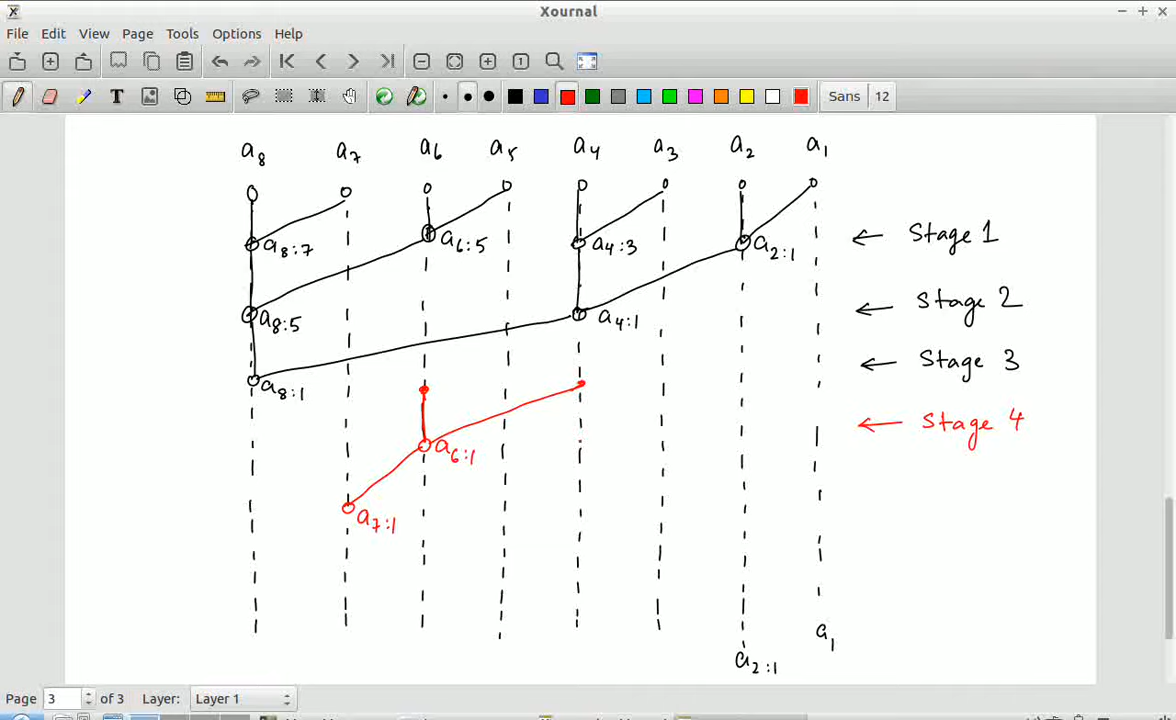 Xournal
File Edit View Page Tools Options Help
Sans 12
a8 a7 a6 a5 a4 a3 a2 a1
a8:7 a6:5 a4:3 a2:1 ← Stage 1
a8:5 a4:1 ← Stage 2
a8:1 ← Stage 3
a6:1 ← Stage 4
a7:1
a1
a2:1
Page 3 of 3 Layer: Layer 1